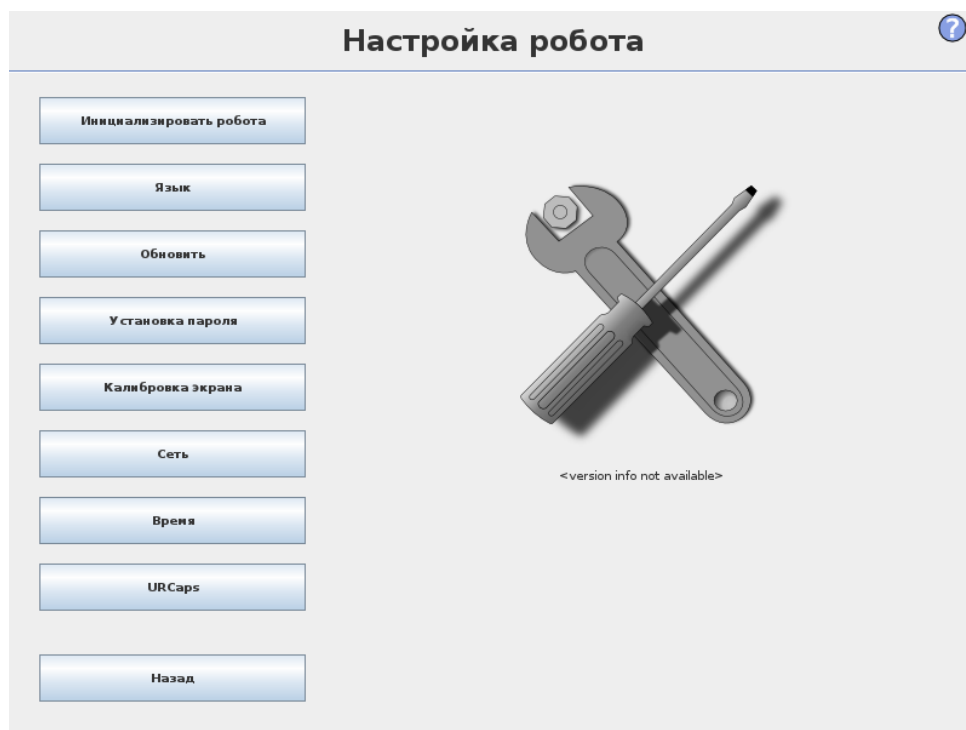 Настройка робота
?
Инициализировать робота
Язык
Обновить
Установка пароля
Калибровка экрана
Сеть
<version info not available>
Время
URCaps
Назад